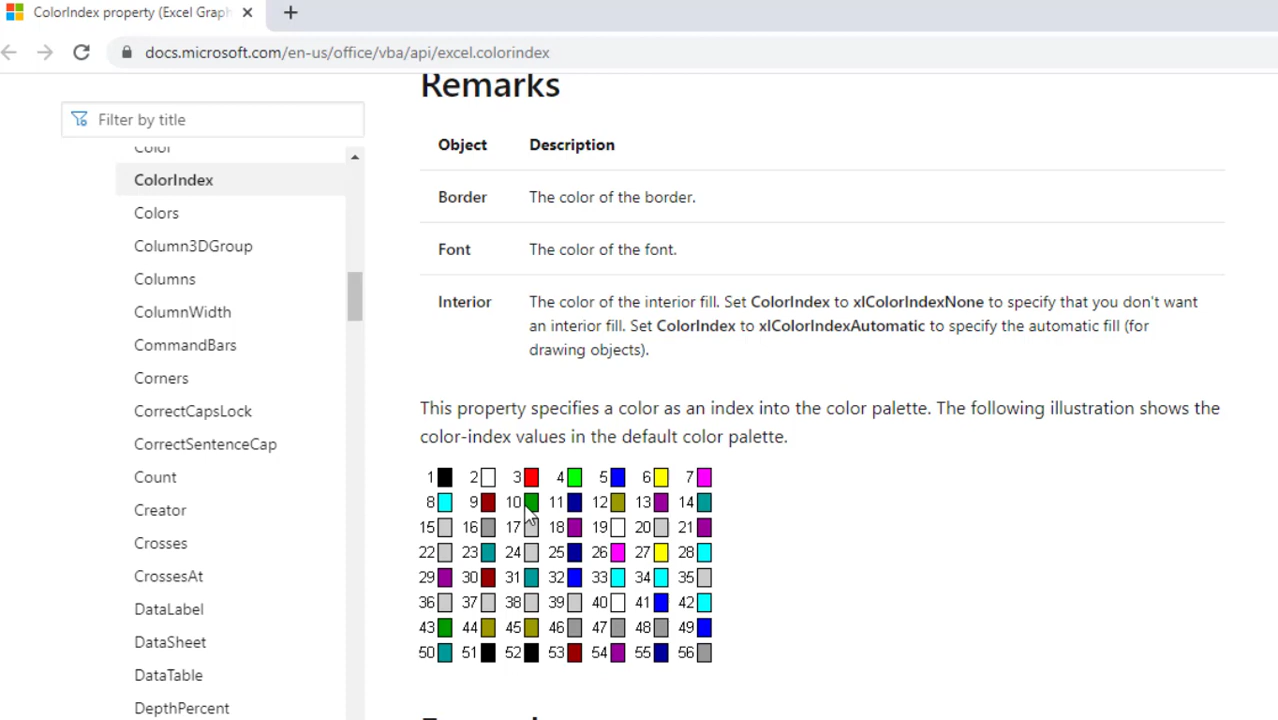 ColorIndex property (Excel Graph
docs.microsoft.com/en-us/office/vba/api/excel.colorindex
Filter by title
Color
ColorIndex
Colors
Column3DGroup
Columns
ColumnWidth
CommandBars
Corners
CorrectCapsLock
CorrectSentenceCap
Count
Creator
Crosses
CrossesAt
DataLabel
DataSheet
DataTable
DepthPercent
Remarks
Object Description
Border The color of the border.
Font The color of the font.
Interior The color of the interior fill. Set ColorIndex to xlColorIndexNone to specify that you don't want
an interior fill. Set ColorIndex to xlColorIndexAutomatic to specify the automatic fill (for
drawing objects).
This property specifies a color as an index into the color palette. The following illustration shows the
color-index values in the default color palette.
1 2 3 4 5 6 7
8 9 10 11 12 13 14
15 16 17 18 19 20 21
22 23 24 25 26 27 28
29 30 31 32 33 34 35
36 37 38 39 40 41 42
43 44 45 46 47 48 49
50 51 52 53 54 55 56